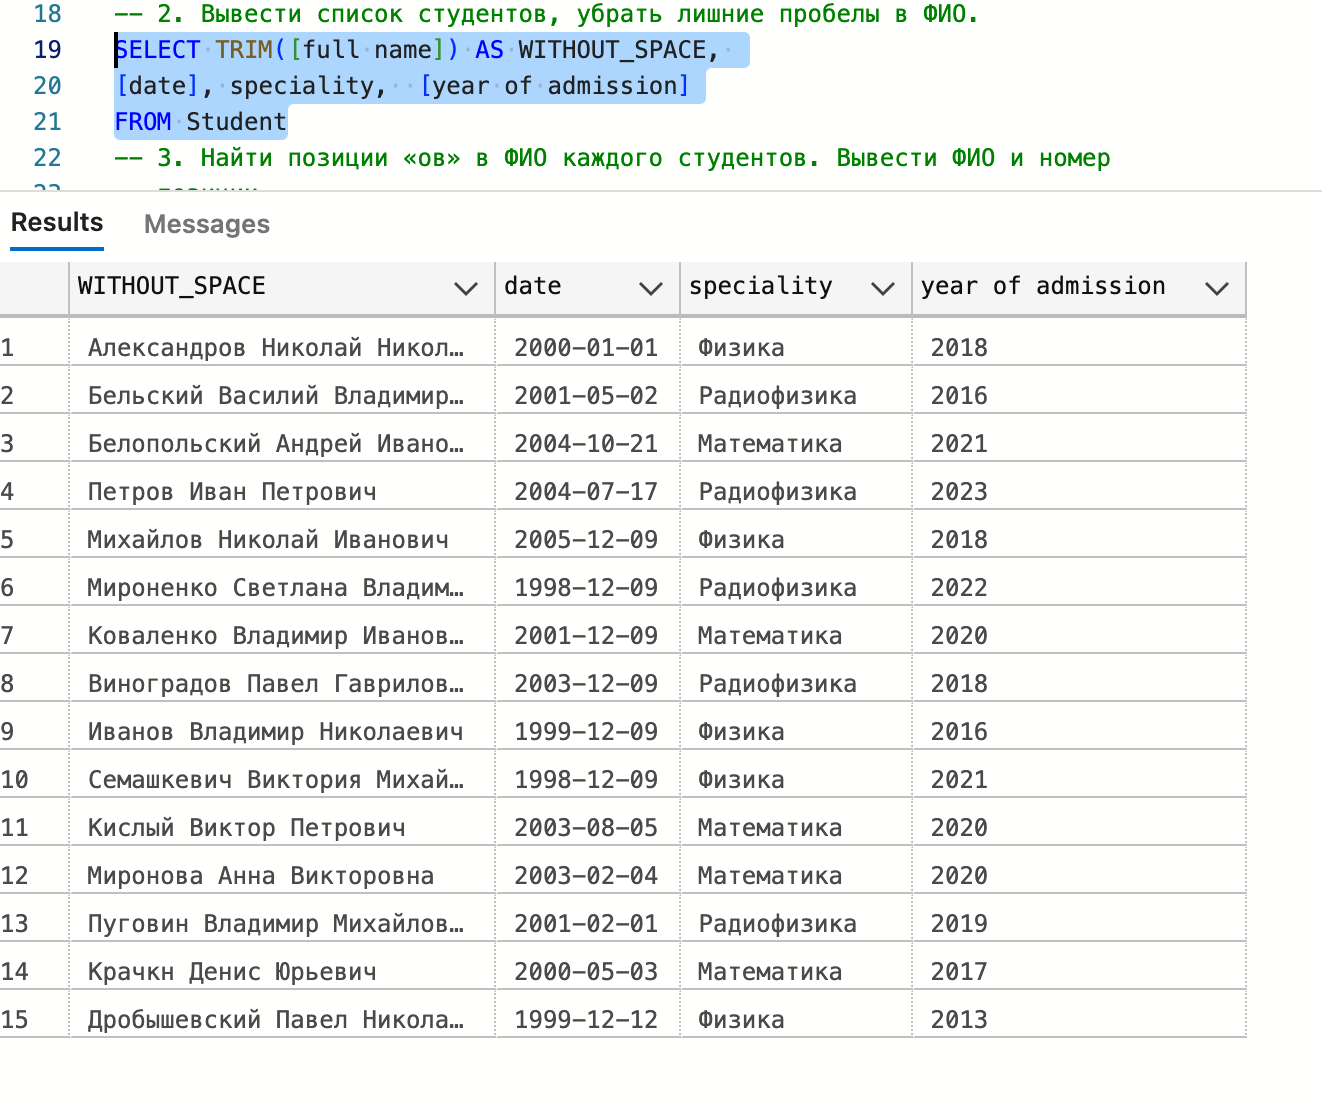 18 -- 2. Вывести список студентов, убрать лишние пробелы в ФИО.
19 SELECT TRIM([full name]) AS WITHOUT_SPACE,
20 [date], speciality, [year of admission]
21 FROM Student
22 -- 3. Найти позиции «ов» в ФИО каждого студентов. Вывести ФИО и номер
Results Messages
WITHOUT_SPACE date speciality year of admission
1 Александров Николай Никол… 2000-01-01 Физика 2018
2 Бельский Василий Владимир… 2001-05-02 Радиофизика 2016
3 Белопольский Андрей Ивано… 2004-10-21 Математика 2021
4 Петров Иван Петрович 2004-07-17 Радиофизика 2023
5 Михайлов Николай Иванович 2005-12-09 Физика 2018
6 Мироненко Светлана Владим… 1998-12-09 Радиофизика 2022
7 Коваленко Владимир Иванов… 2001-12-09 Математика 2020
8 Виноградов Павел Гаврилов… 2003-12-09 Радиофизика 2018
9 Иванов Владимир Николаевич 1999-12-09 Физика 2016
10 Семашкевич Виктория Михай… 1998-12-09 Физика 2021
11 Кислый Виктор Петрович 2003-08-05 Математика 2020
12 Миронова Анна Викторовна 2003-02-04 Математика 2020
13 Пуговин Владимир Михайлов… 2001-02-01 Радиофизика 2019
14 Крачкн Денис Юрьевич 2000-05-03 Математика 2017
15 Дробышевский Павел Никола… 1999-12-12 Физика 2013